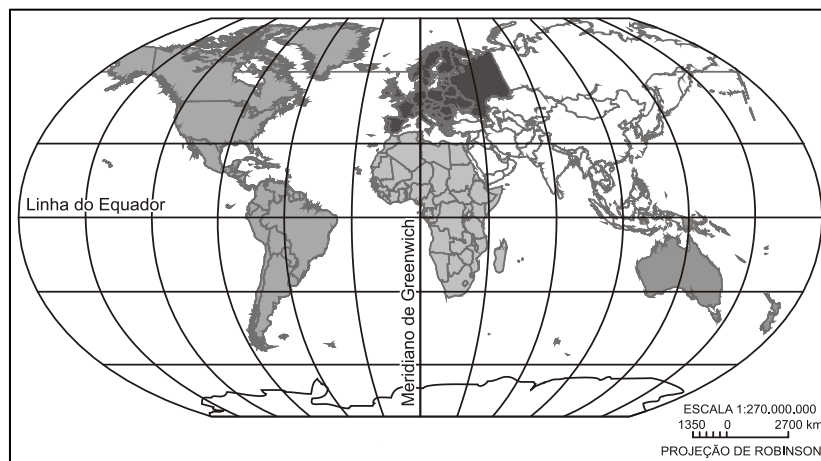 Linha do Equador
Meridiano de Greenwich
ESCALA 1:270.000.000
1350 0 2700 km
PROJEÇÃO DE ROBINSON